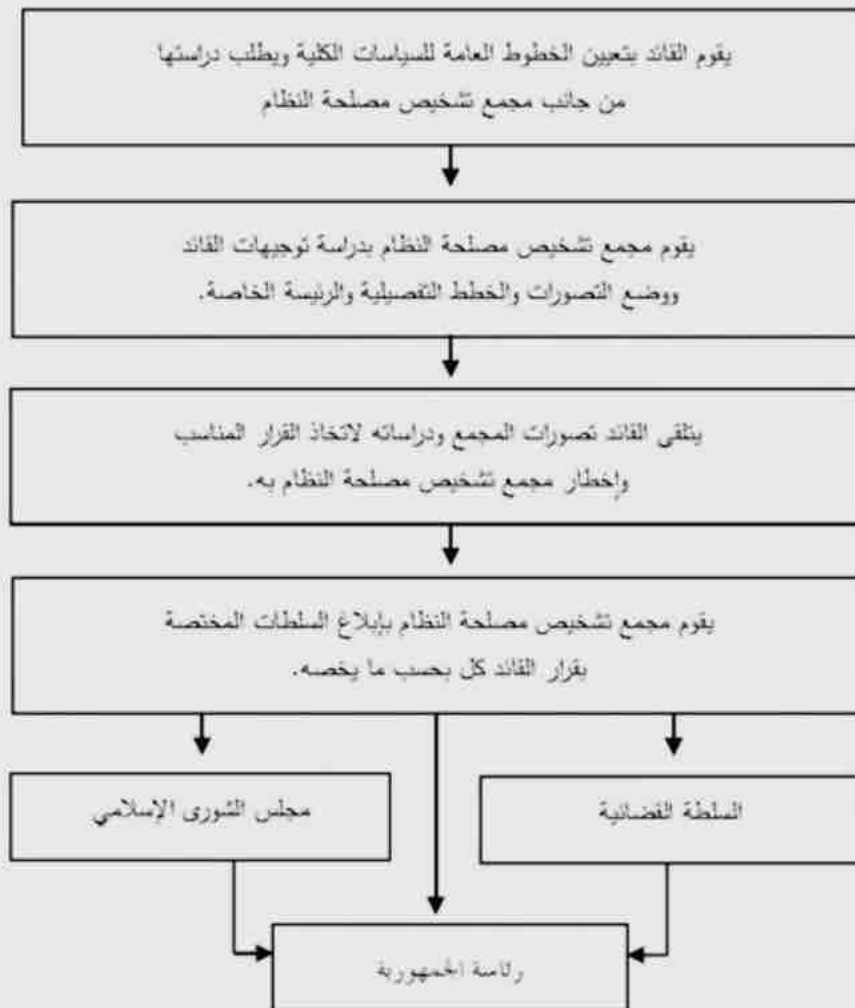 يقوم القائد بتعيين الخطوط العامة للسياسات الكلية ويطلب دراستها
من جانب مجمع تشخيص مصلحة النظام
يقوم مجمع تشخيص مصلحة النظام بدراسة توجيهات القائد
ووضع التصورات والخطط التفصيلية والرئيسة الخاصة.
يتلقى القائد تصورات المجمع ودراساته لاتخاذ القرار المناسب
وإخطار مجمع تشخيص مصلحة النظام به.
يقوم مجمع تشخيص مصلحة النظام بإبلاغ السلطات المختصة
بقرار القائد كل بحسب ما يخصه.
السلطة القضائية
مجلس الشورى الإسلامي
رئاسة الجمهورية